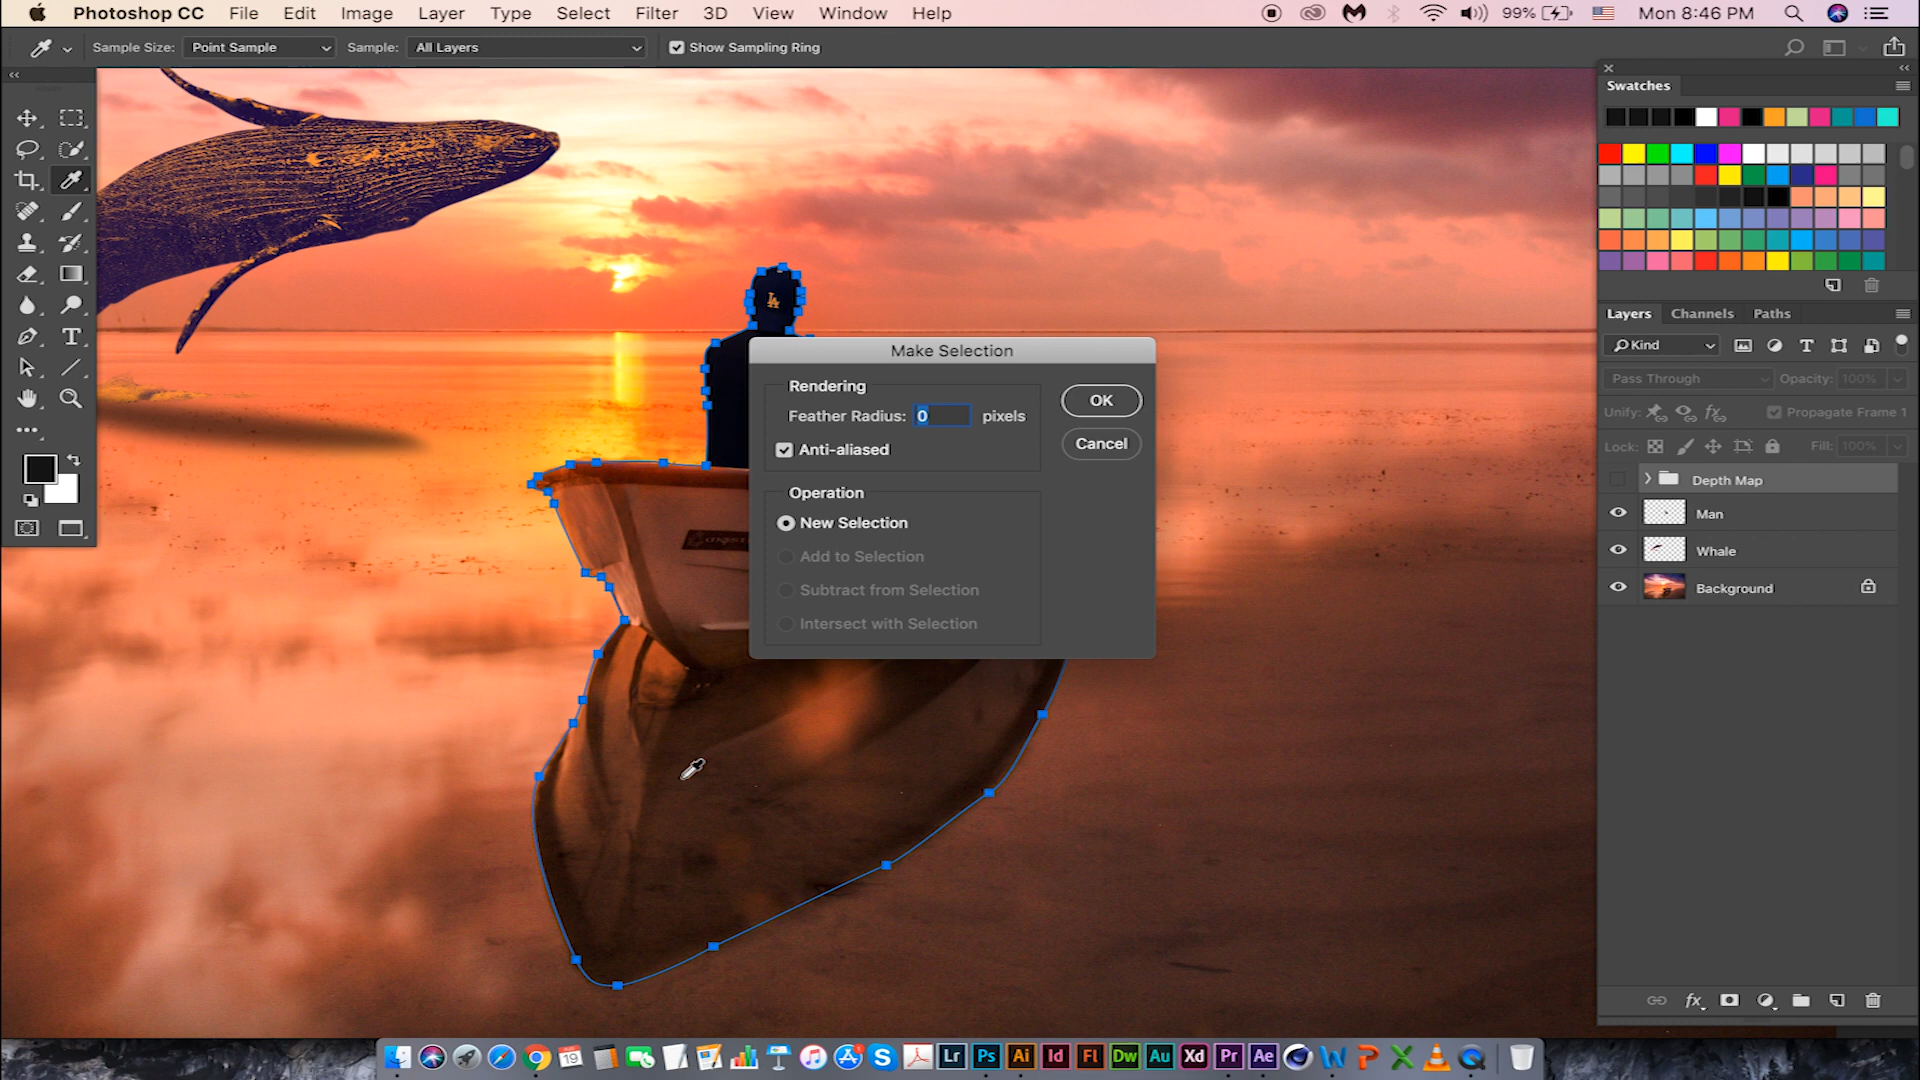 Photoshop CC File Edit Image Layer Type Select Filter 3D View Window Help 99% Mon 8:46 PM
Sample Size: Point Sample Sample: All Layers Show Sampling Ring
Swatches
LA
Make Selection
Rendering
Feather Radius: 0 pixels
Anti-aliased
OK
Cancel
Operation
New Selection
Add to Selection
Subtract from Selection
Intersect with Selection
Layers Channels Paths
Kind
Pass Through Opacity: 100%
Unify: Propagate Frame 1
Lock: Fill: 100%
Depth Map
Man
Whale
Background
fx
19 Lr Ps Ai Id Fl Dw Au Xd Pr Ae